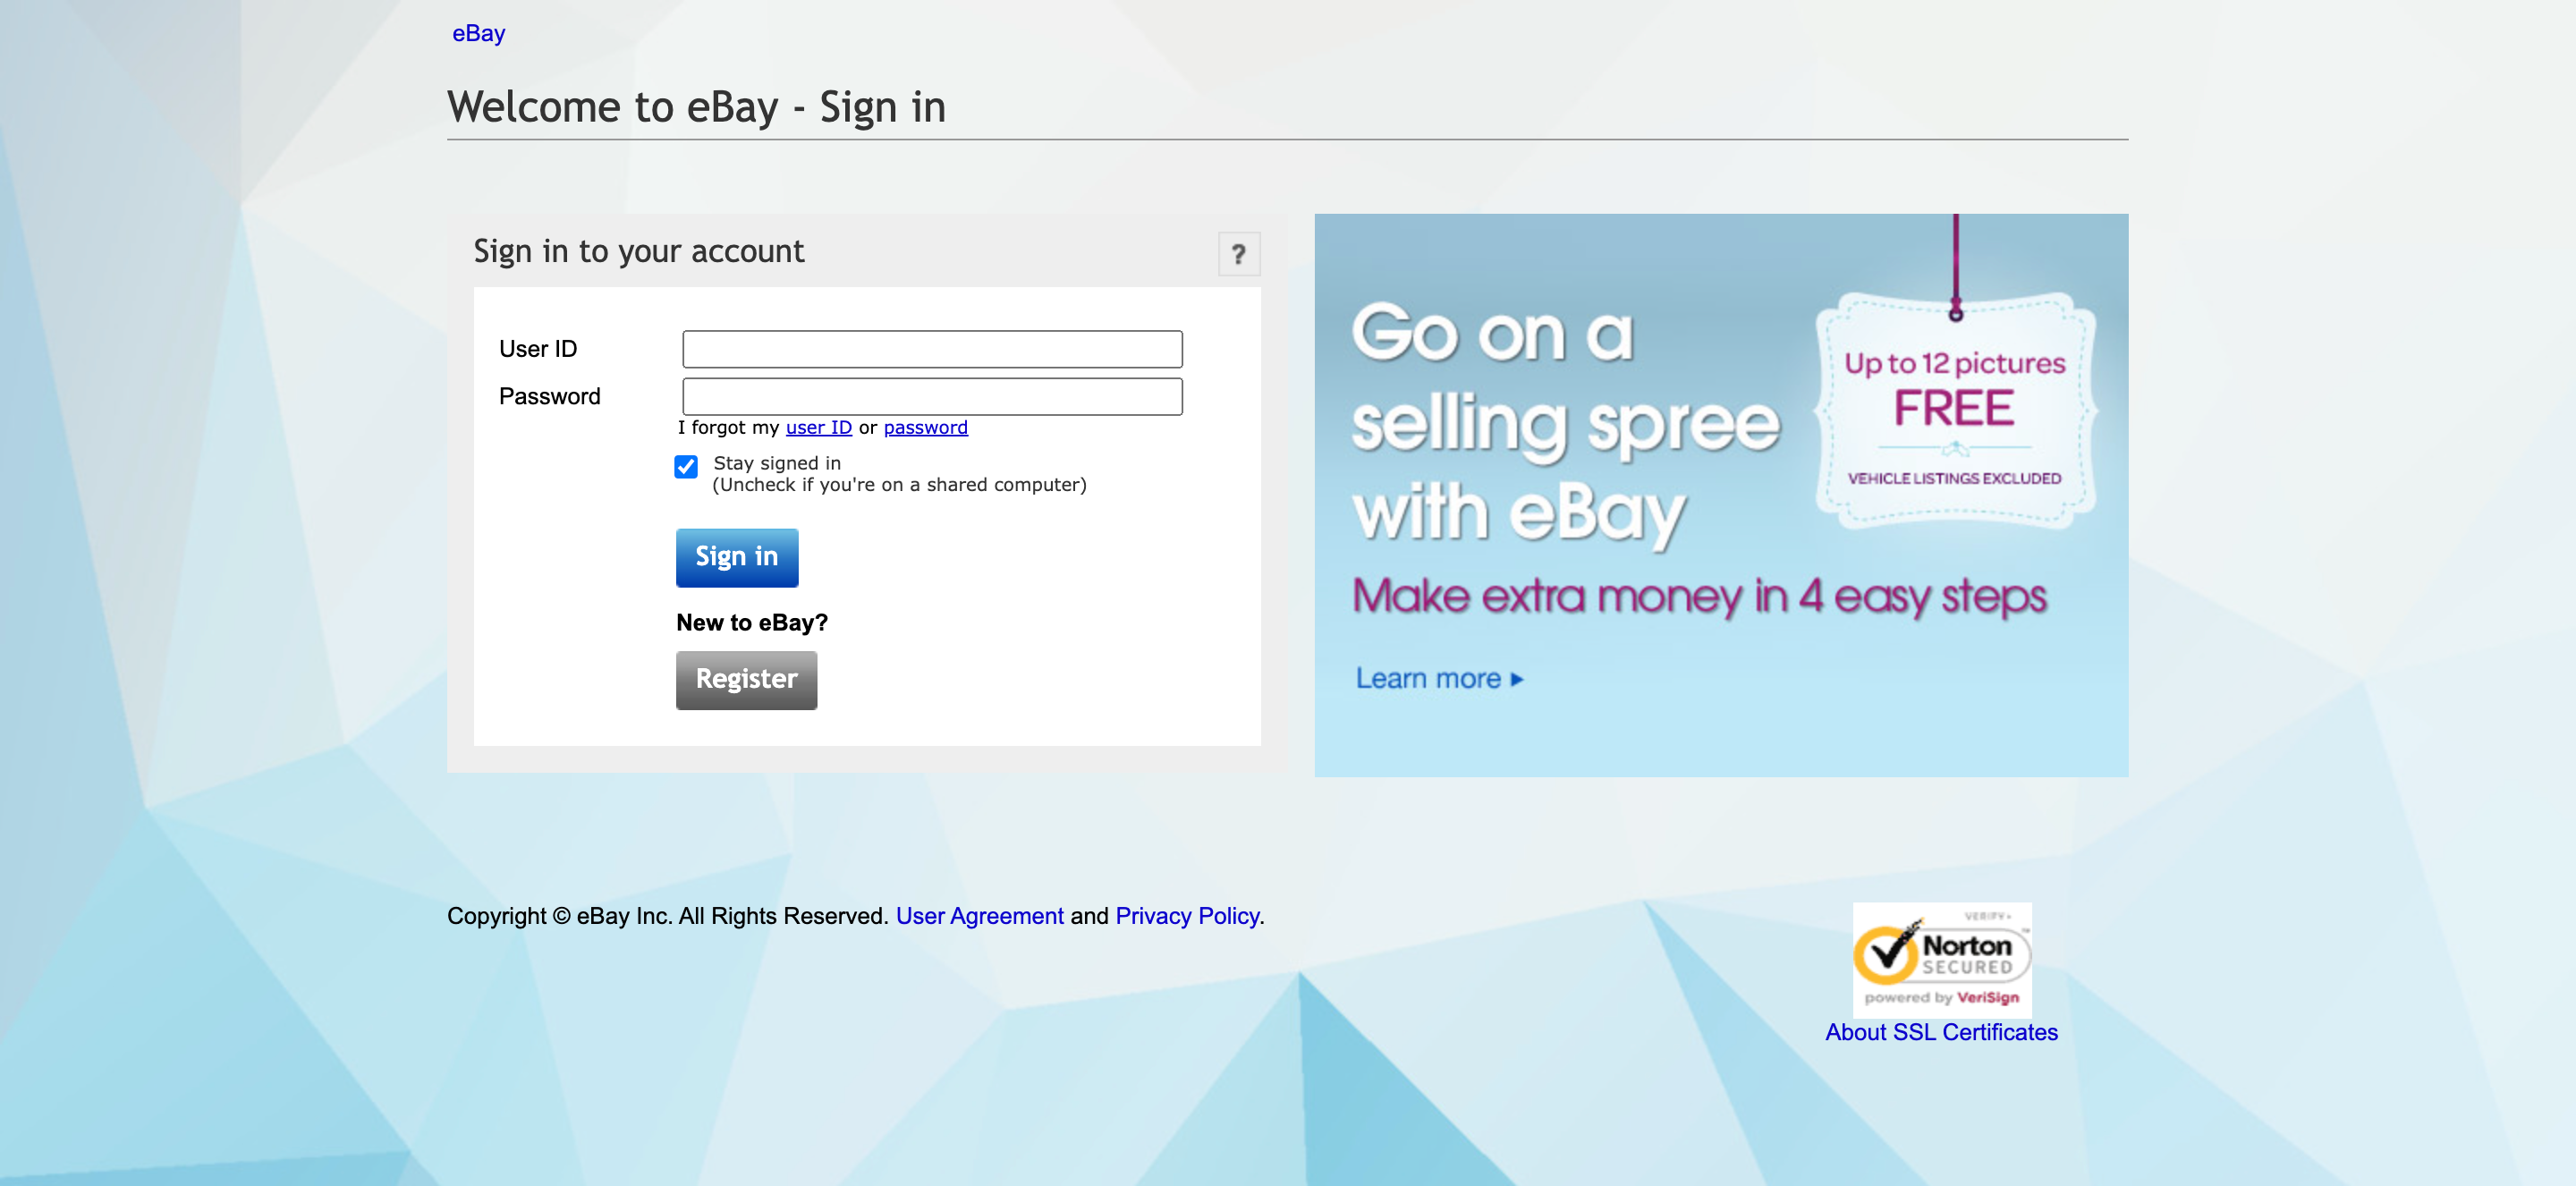 eBay
Welcome to eBay - Sign in
Sign in to your account
?
User ID
Password
I forgot my user ID or password
Stay signed in
(Uncheck if you're on a shared computer)
Sign in
New to eBay?
Register
Go on a
selling spree
with eBay
Make extra money in 4 easy steps
Learn more ▸
Up to 12 pictures
FREE
VEHICLE LISTINGS EXCLUDED
Copyright © eBay Inc. All Rights Reserved. User Agreement and Privacy Policy.
VERIFY▸
Norton™
SECURED
powered by VeriSign
About SSL Certificates